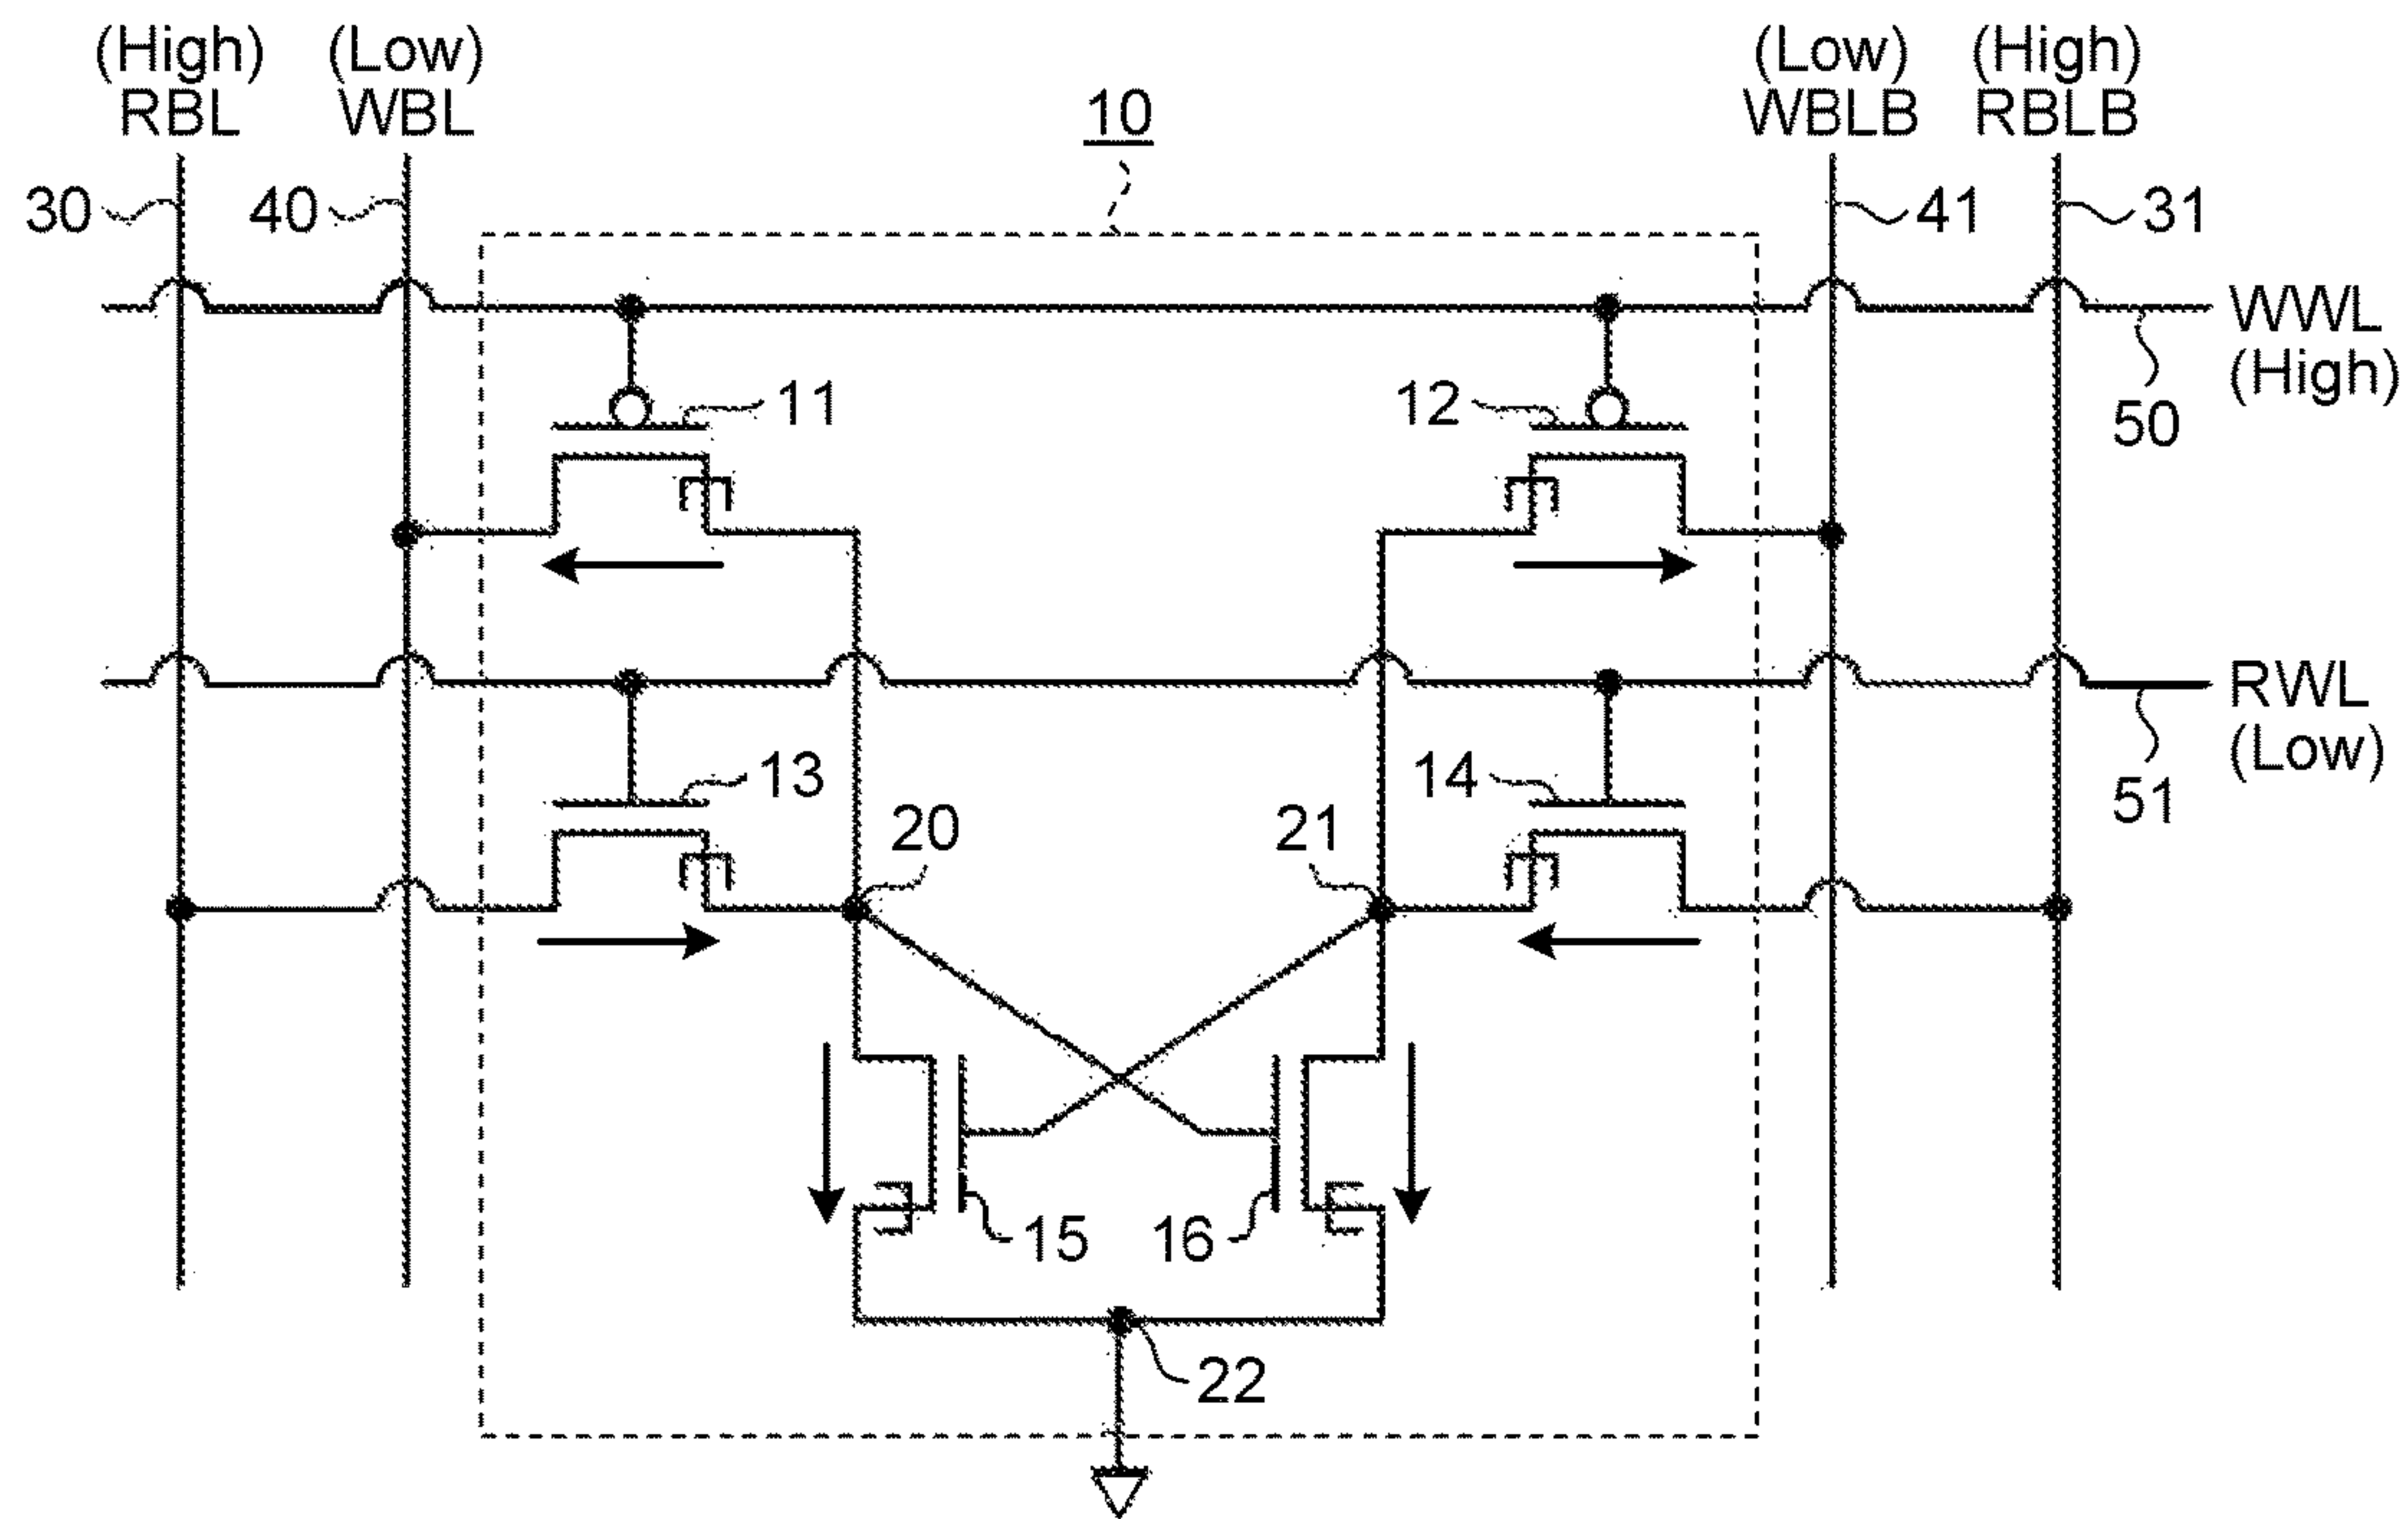 (High) (Low) (Low) (High)
RBL WBL 10 WBLB RBLB
30 40 41 31
WWL
(High)
11 12 50
RWL
(Low)
13 14 51
20 21
15 16
22